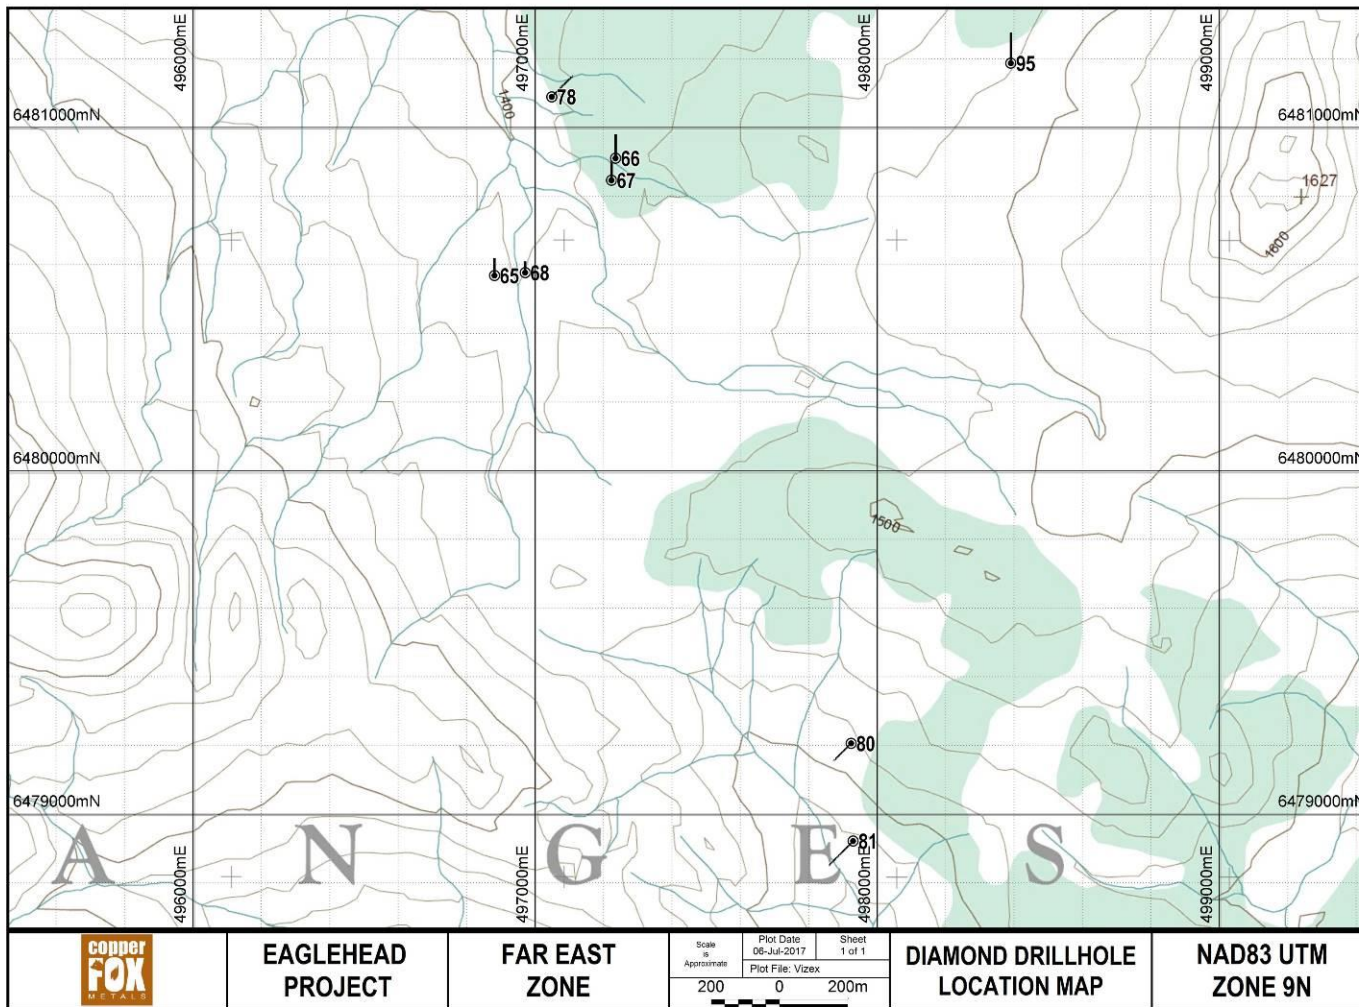 496000mE
497000mE
498000mE
499000mE
95
1400
78
6481000mN
6481000mN
66
67
1627
1600
65
68
6480000mN
6480000mN
1500
80
6479000mN
6479000mN
81
A N G E S
496000mE
497000mE
498000mE
499000mE
copper
FOX
METALS
EAGLEHEAD
PROJECT
FAR EAST
ZONE
Scale
is
Approximate
Plot Date
06-Jul-2017
Sheet
1 of 1
Plot File: Vizex
200 0 200m
DIAMOND DRILLHOLE
LOCATION MAP
NAD83 UTM
ZONE 9N